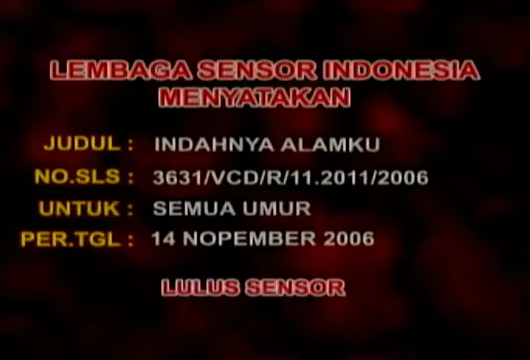 LEMBAGA SENSOR INDONESIA
MENYATAKAN
JUDUL : INDAHNYA ALAMKU
NO.SLS : 3631/VCD/R/11.2011/2006
UNTUK : SEMUA UMUR
PER.TGL : 14 NOPEMBER 2006
LULUS SENSOR